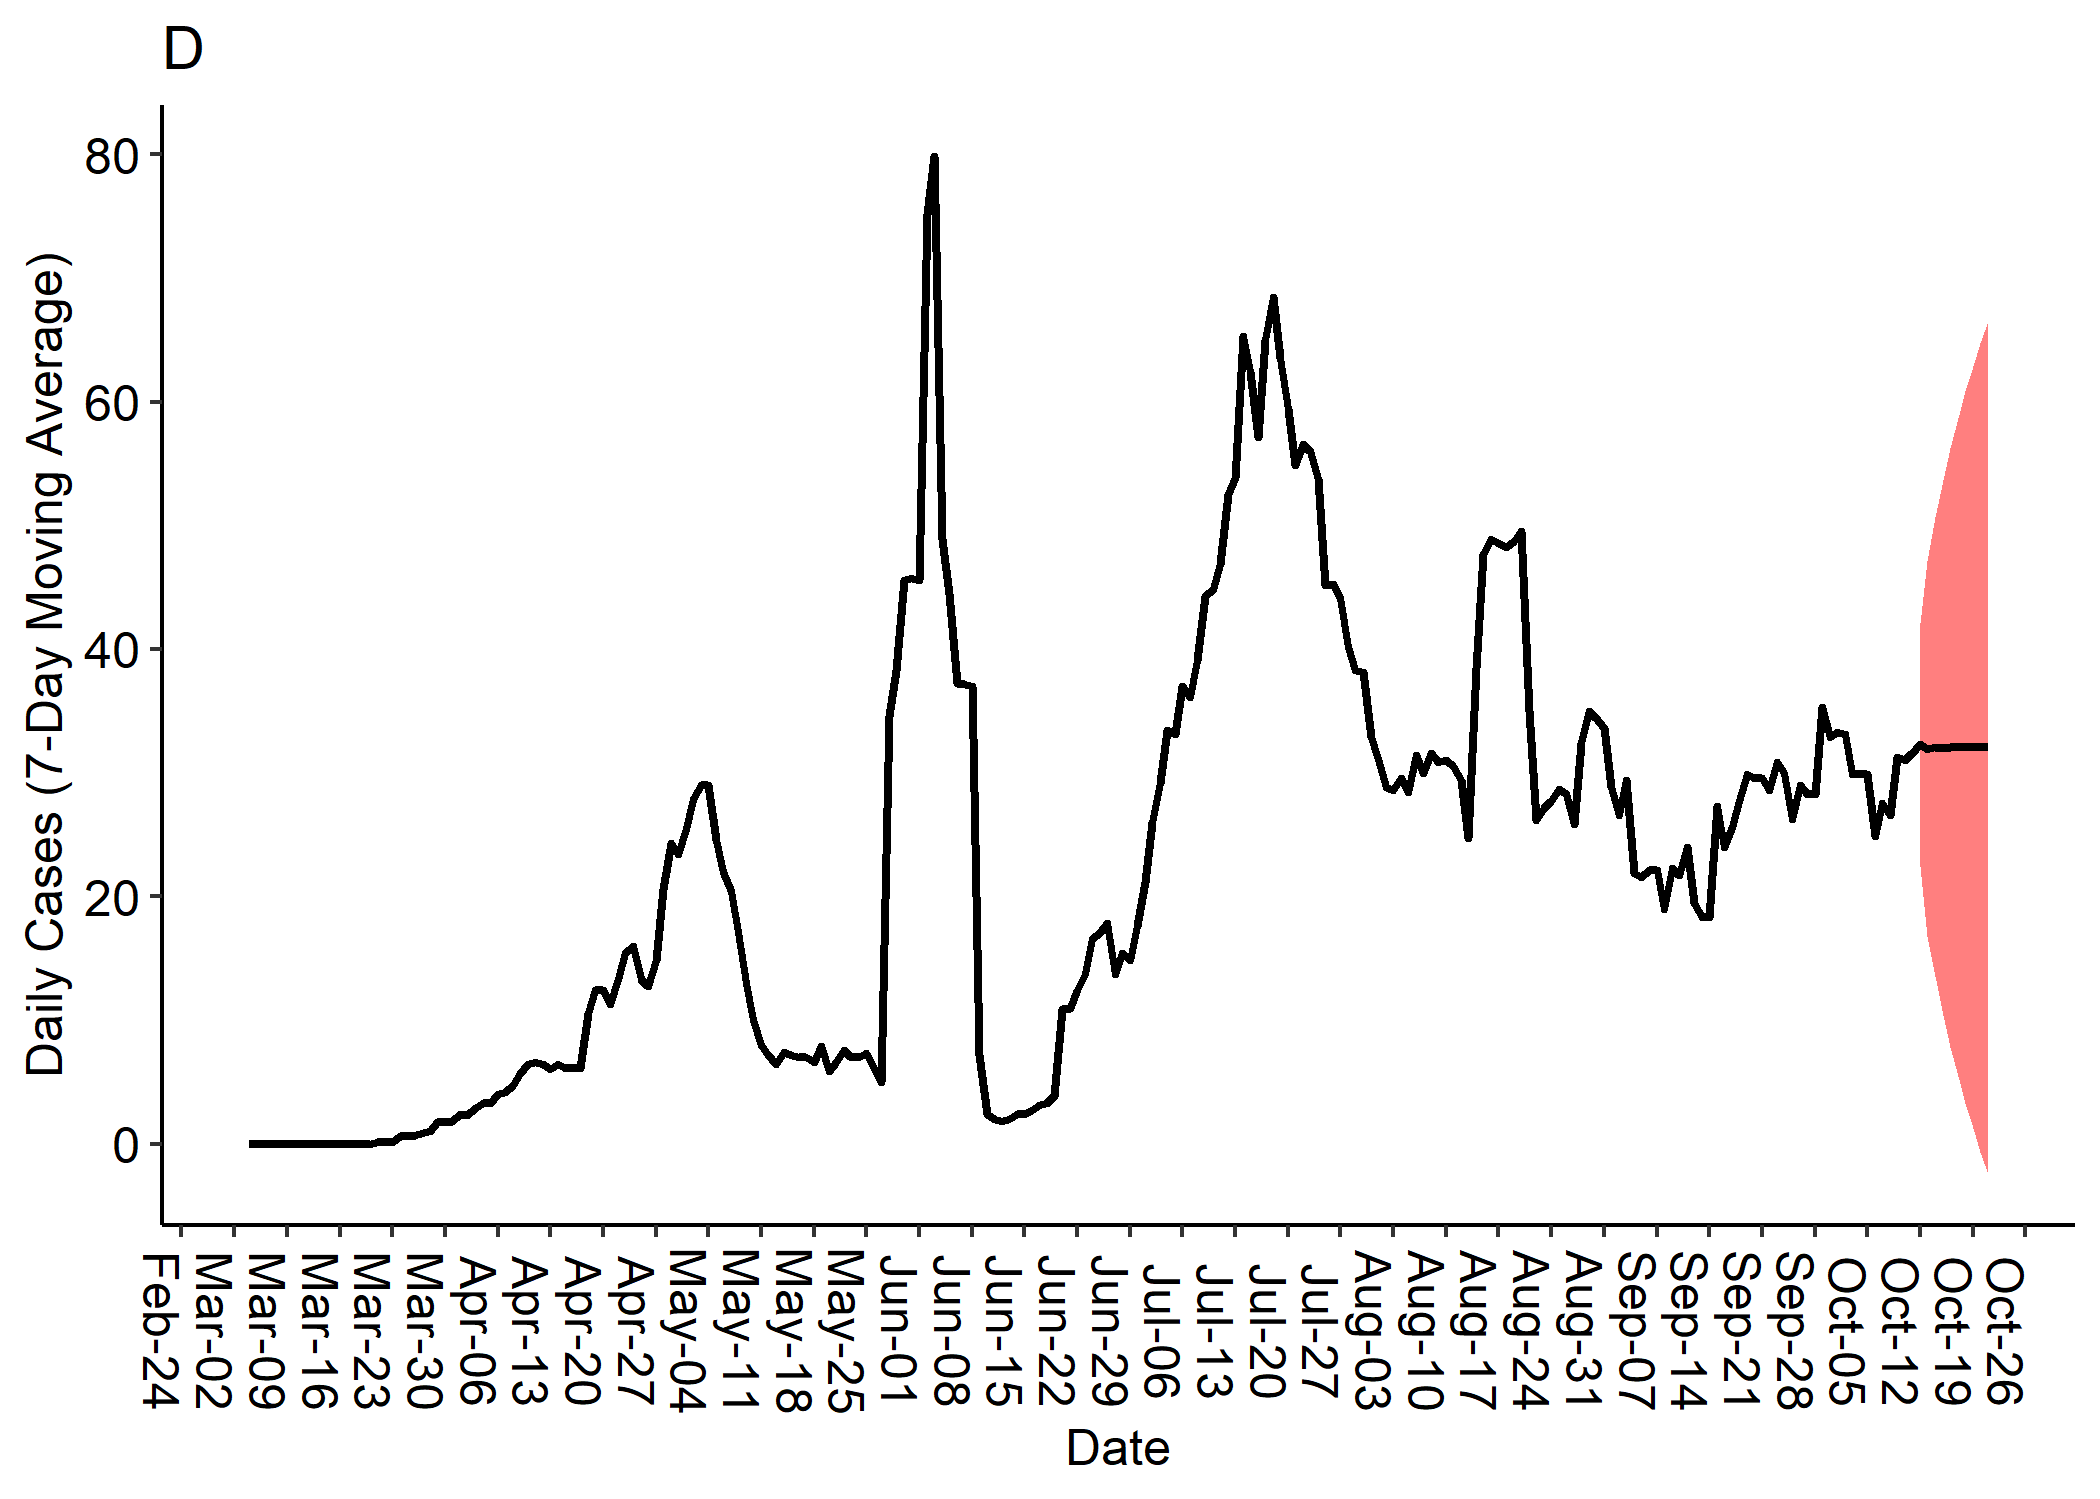 D
Daily Cases (7-Day Moving Average)
80
60
40
20
0
Feb-24
Mar-02
Mar-09
Mar-16
Mar-23
Mar-30
Apr-06
Apr-13
Apr-20
Apr-27
May-04
May-11
May-18
May-25
Jun-01
Jun-08
Jun-15
Jun-22
Jun-29
Jul-06
Jul-13
Jul-20
Jul-27
Aug-03
Aug-10
Aug-17
Aug-24
Aug-31
Sep-07
Sep-14
Sep-21
Sep-28
Oct-05
Oct-12
Oct-19
Oct-26
Date